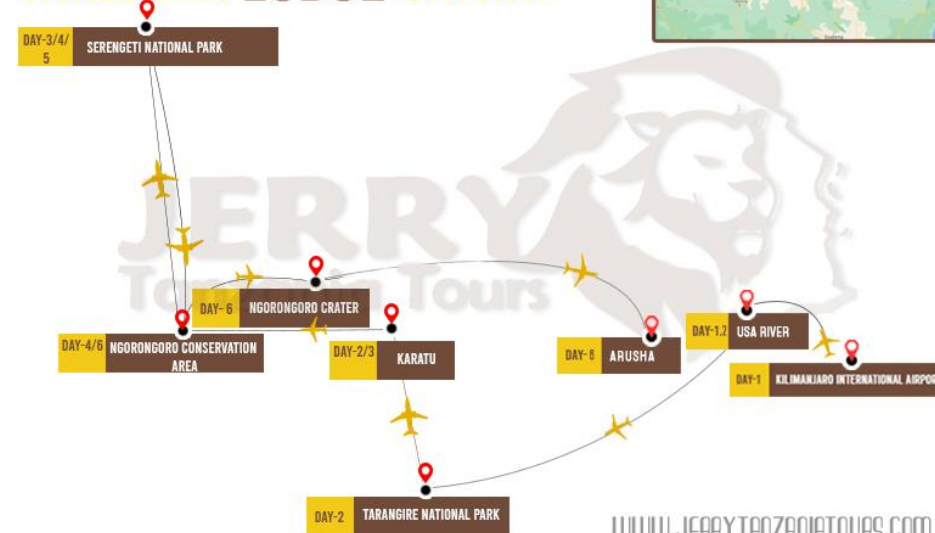 DAY-3/4/
5
SERENGETI NATIONAL PARK
JERRY
Tanzania Tours
DAY- 6
NGORONGORO CRATER
DAY-4/6
NGORONGORO CONSERVATION
AREA
DAY-2/3
KARATU
DAY- 6
ARUSHA
DAY-1.2
USA RIVER
DAY-1
KILIMANJARO INTERNATIONAL AIRPOR
DAY-2
TARANGIRE NATIONAL PARK
WWW.JERRYTANZANIATOURS.COM